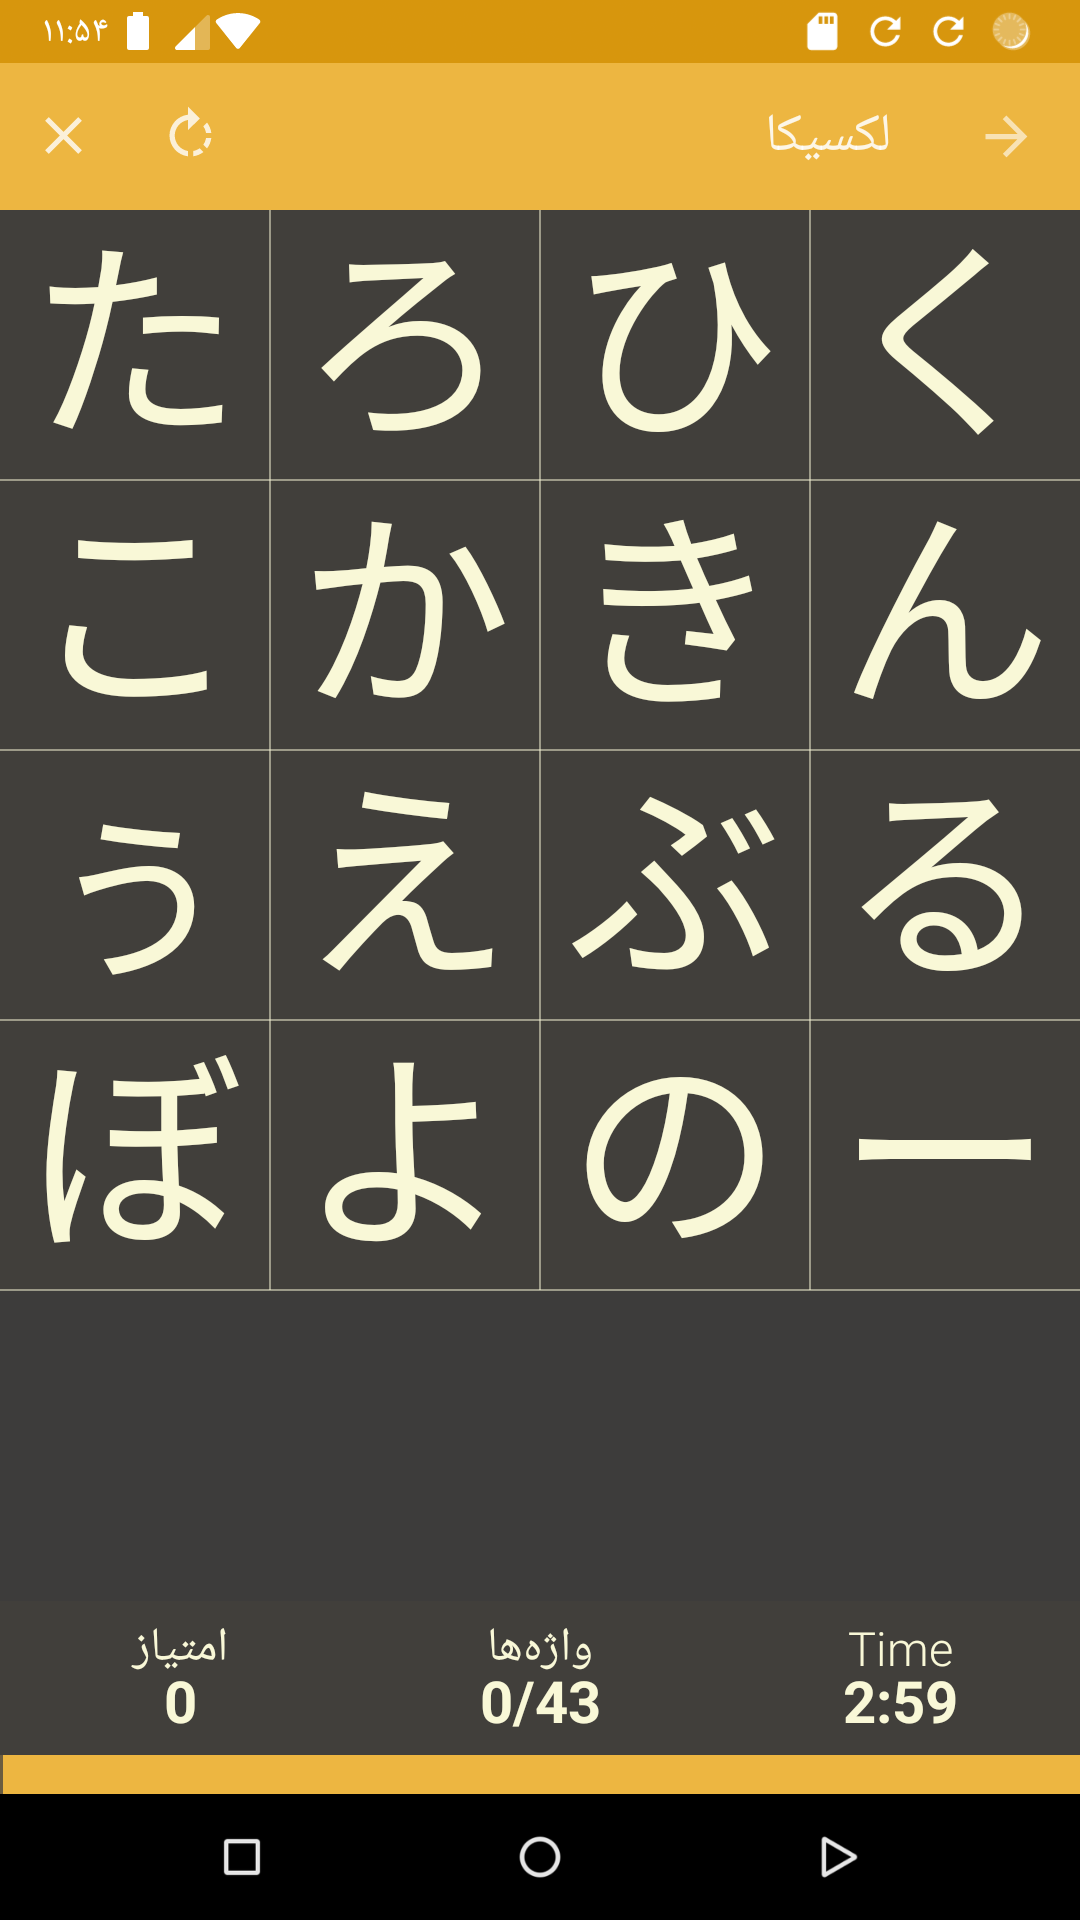 ۱۱:۵۴
لکسیکا
た ろ ひ く
こ か き ん
う え ぶ る
ぼ よ の ー
امتیاز واژه‌ها Time
0 0/43 2:59